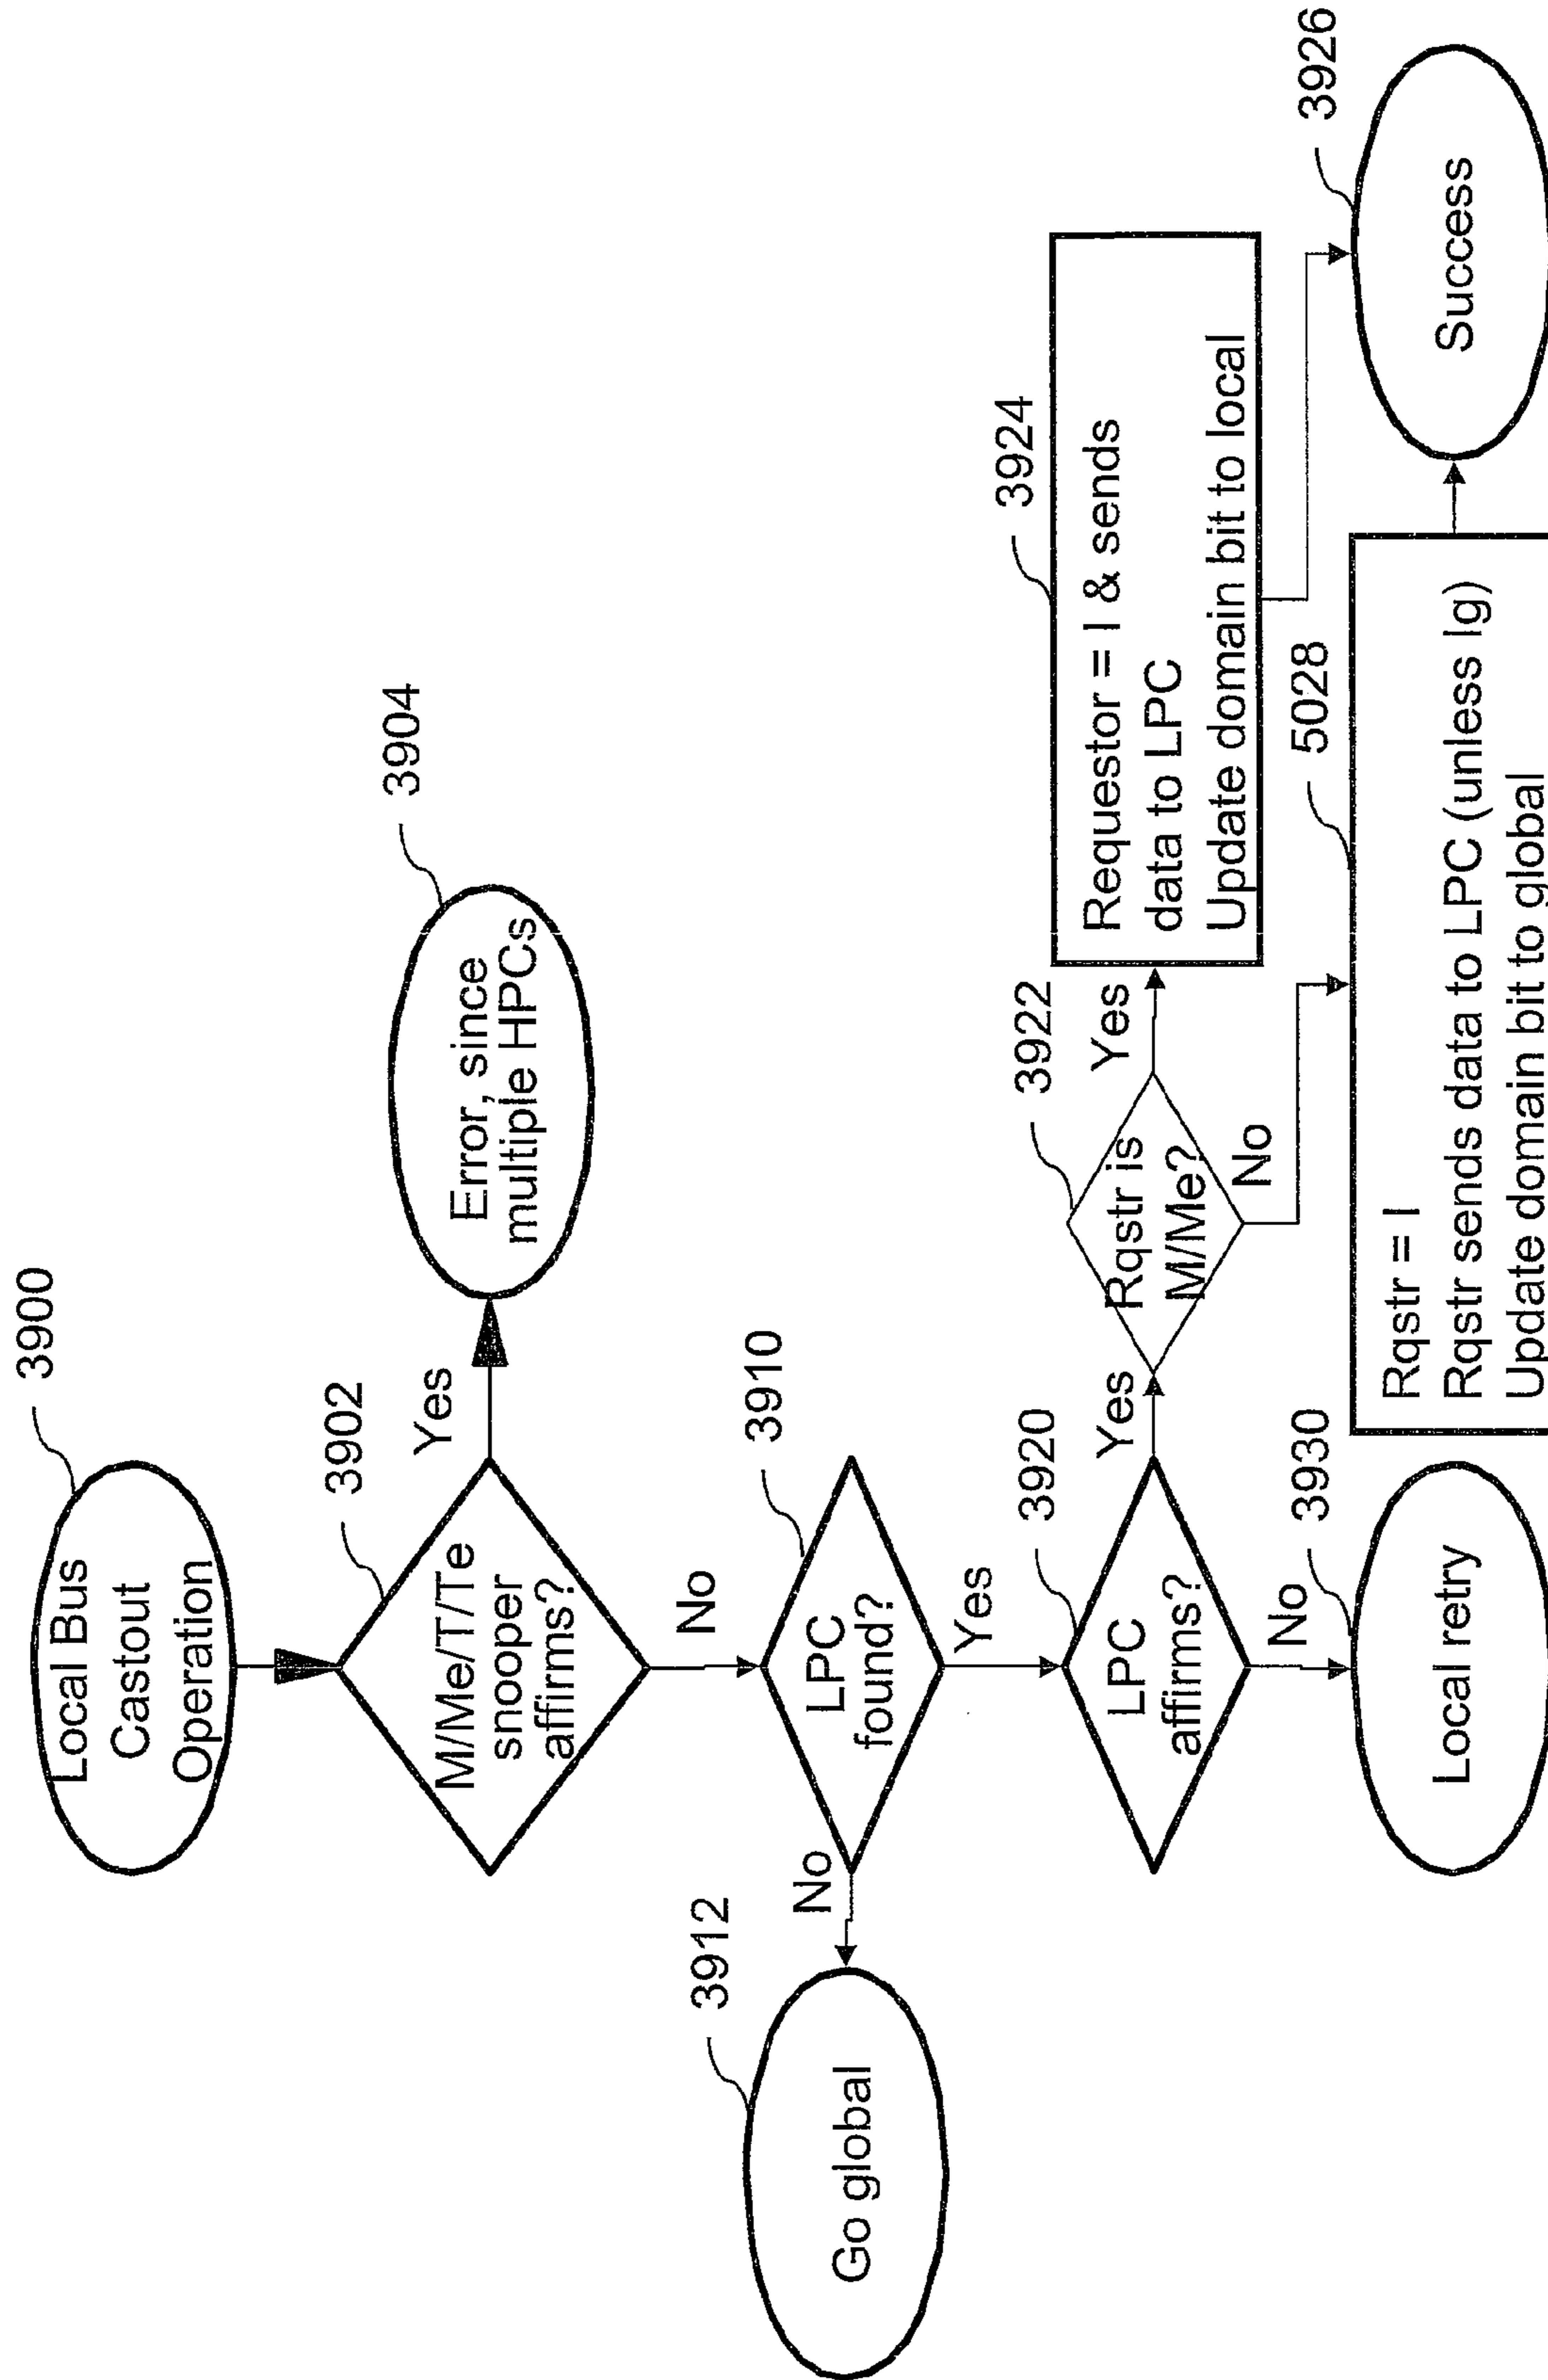 3900
Local Bus
Castout
Operation
3902
M/Me/T/Te
snooper
affirms?
Yes
3904
Error, since
multiple HPCs
No
3910
LPC
found?
No
3912
Go global
Yes
3920
LPC
affirms?
Yes
3922
Rqstr is
M/Me?
Yes
3924
Requestor = I & sends
data to LPC
Update domain bit to local
No
5028
Rqstr = I
Rqstr sends data to LPC (unless Ig)
Update domain bit to global
3926
Success
No
3930
Local retry